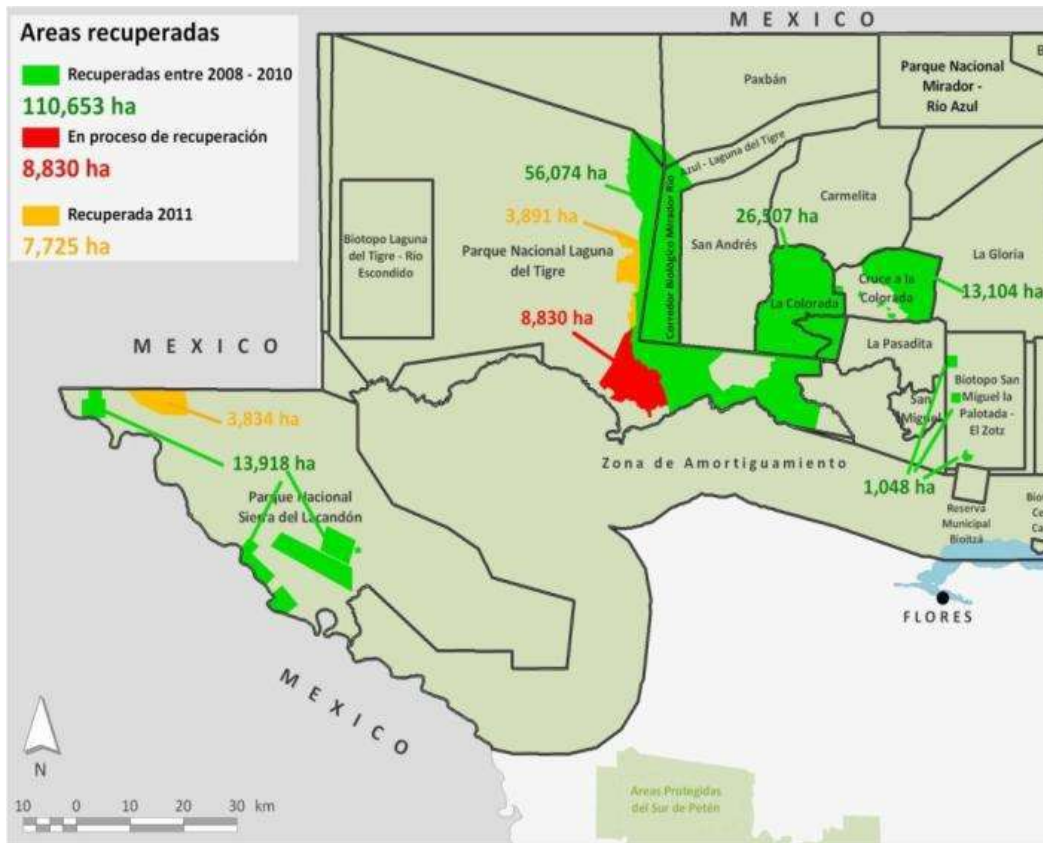 Areas recuperadas
Recuperadas entre 2008 - 2010
110,653 ha
En proceso de recuperación
8,830 ha
Recuperada 2011
7,725 ha
MEXICO
Paxbán
Parque Nacional
Mirador -
Río Azul
B
Azul - Laguna del Tigre
Corredor Biológico Mirador Río
56,074 ha
3,891 ha
26,507 ha
Carmelita
San Andrés
La Gloria
Biotopo Laguna
del Tigre - Río
Escondido
Parque Nacional Laguna
del Tigre
La Colorada
Cruce a la
Colorada
13,104 ha
8,830 ha
La Pasadita
MEXICO
San
Miguel
Biotopo San
Miguel la
Palotada -
El Zotz
3,834 ha
13,918 ha
Zona de Amortiguamiento
1,048 ha
Parque Nacional
Sierra del Lacandón
Reserva
Municipal
Bioitzá
Bio
Ce
Ca
FLORES
MEXICO
N
10 0 10 20 30 km
Areas Protegidas
del Sur de Petén